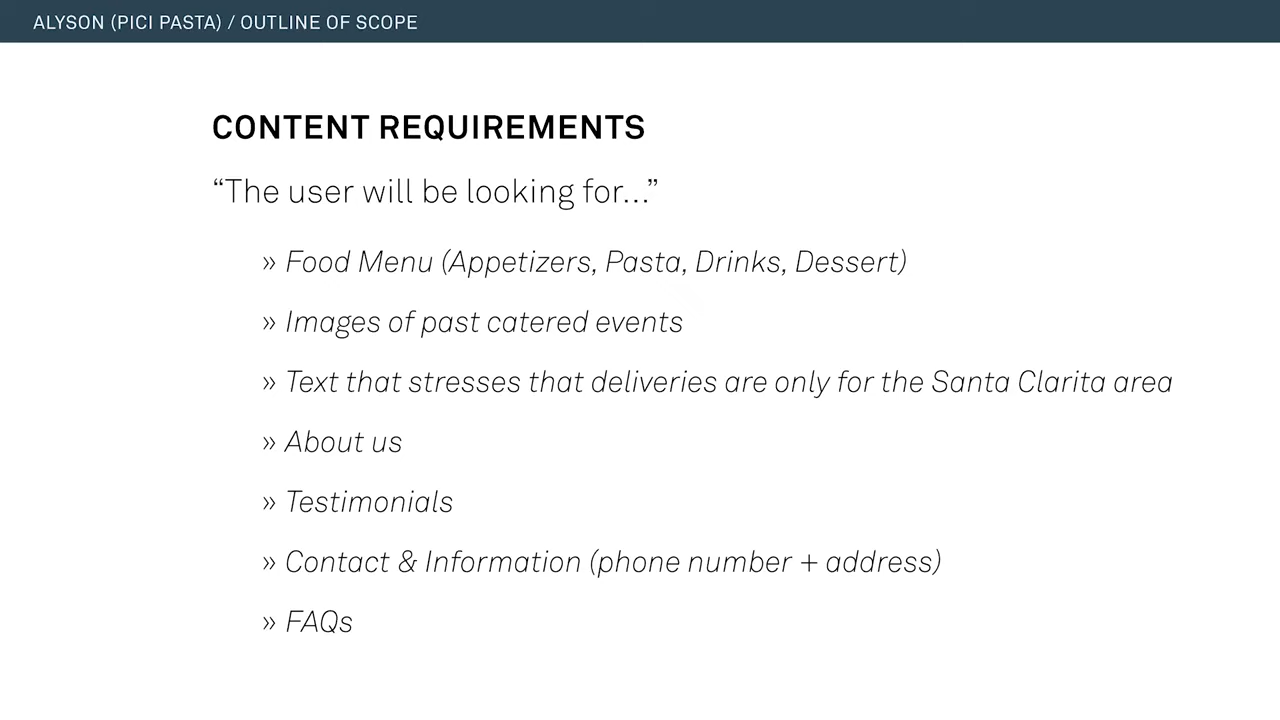 ALYSON (PICI PASTA) / OUTLINE OF SCOPE
CONTENT REQUIREMENTS
“The user will be looking for...”
» Food Menu (Appetizers, Pasta, Drinks, Dessert)
» Images of past catered events
» Text that stresses that deliveries are only for the Santa Clarita area
» About us
» Testimonials
» Contact & Information (phone number + address)
» FAQs